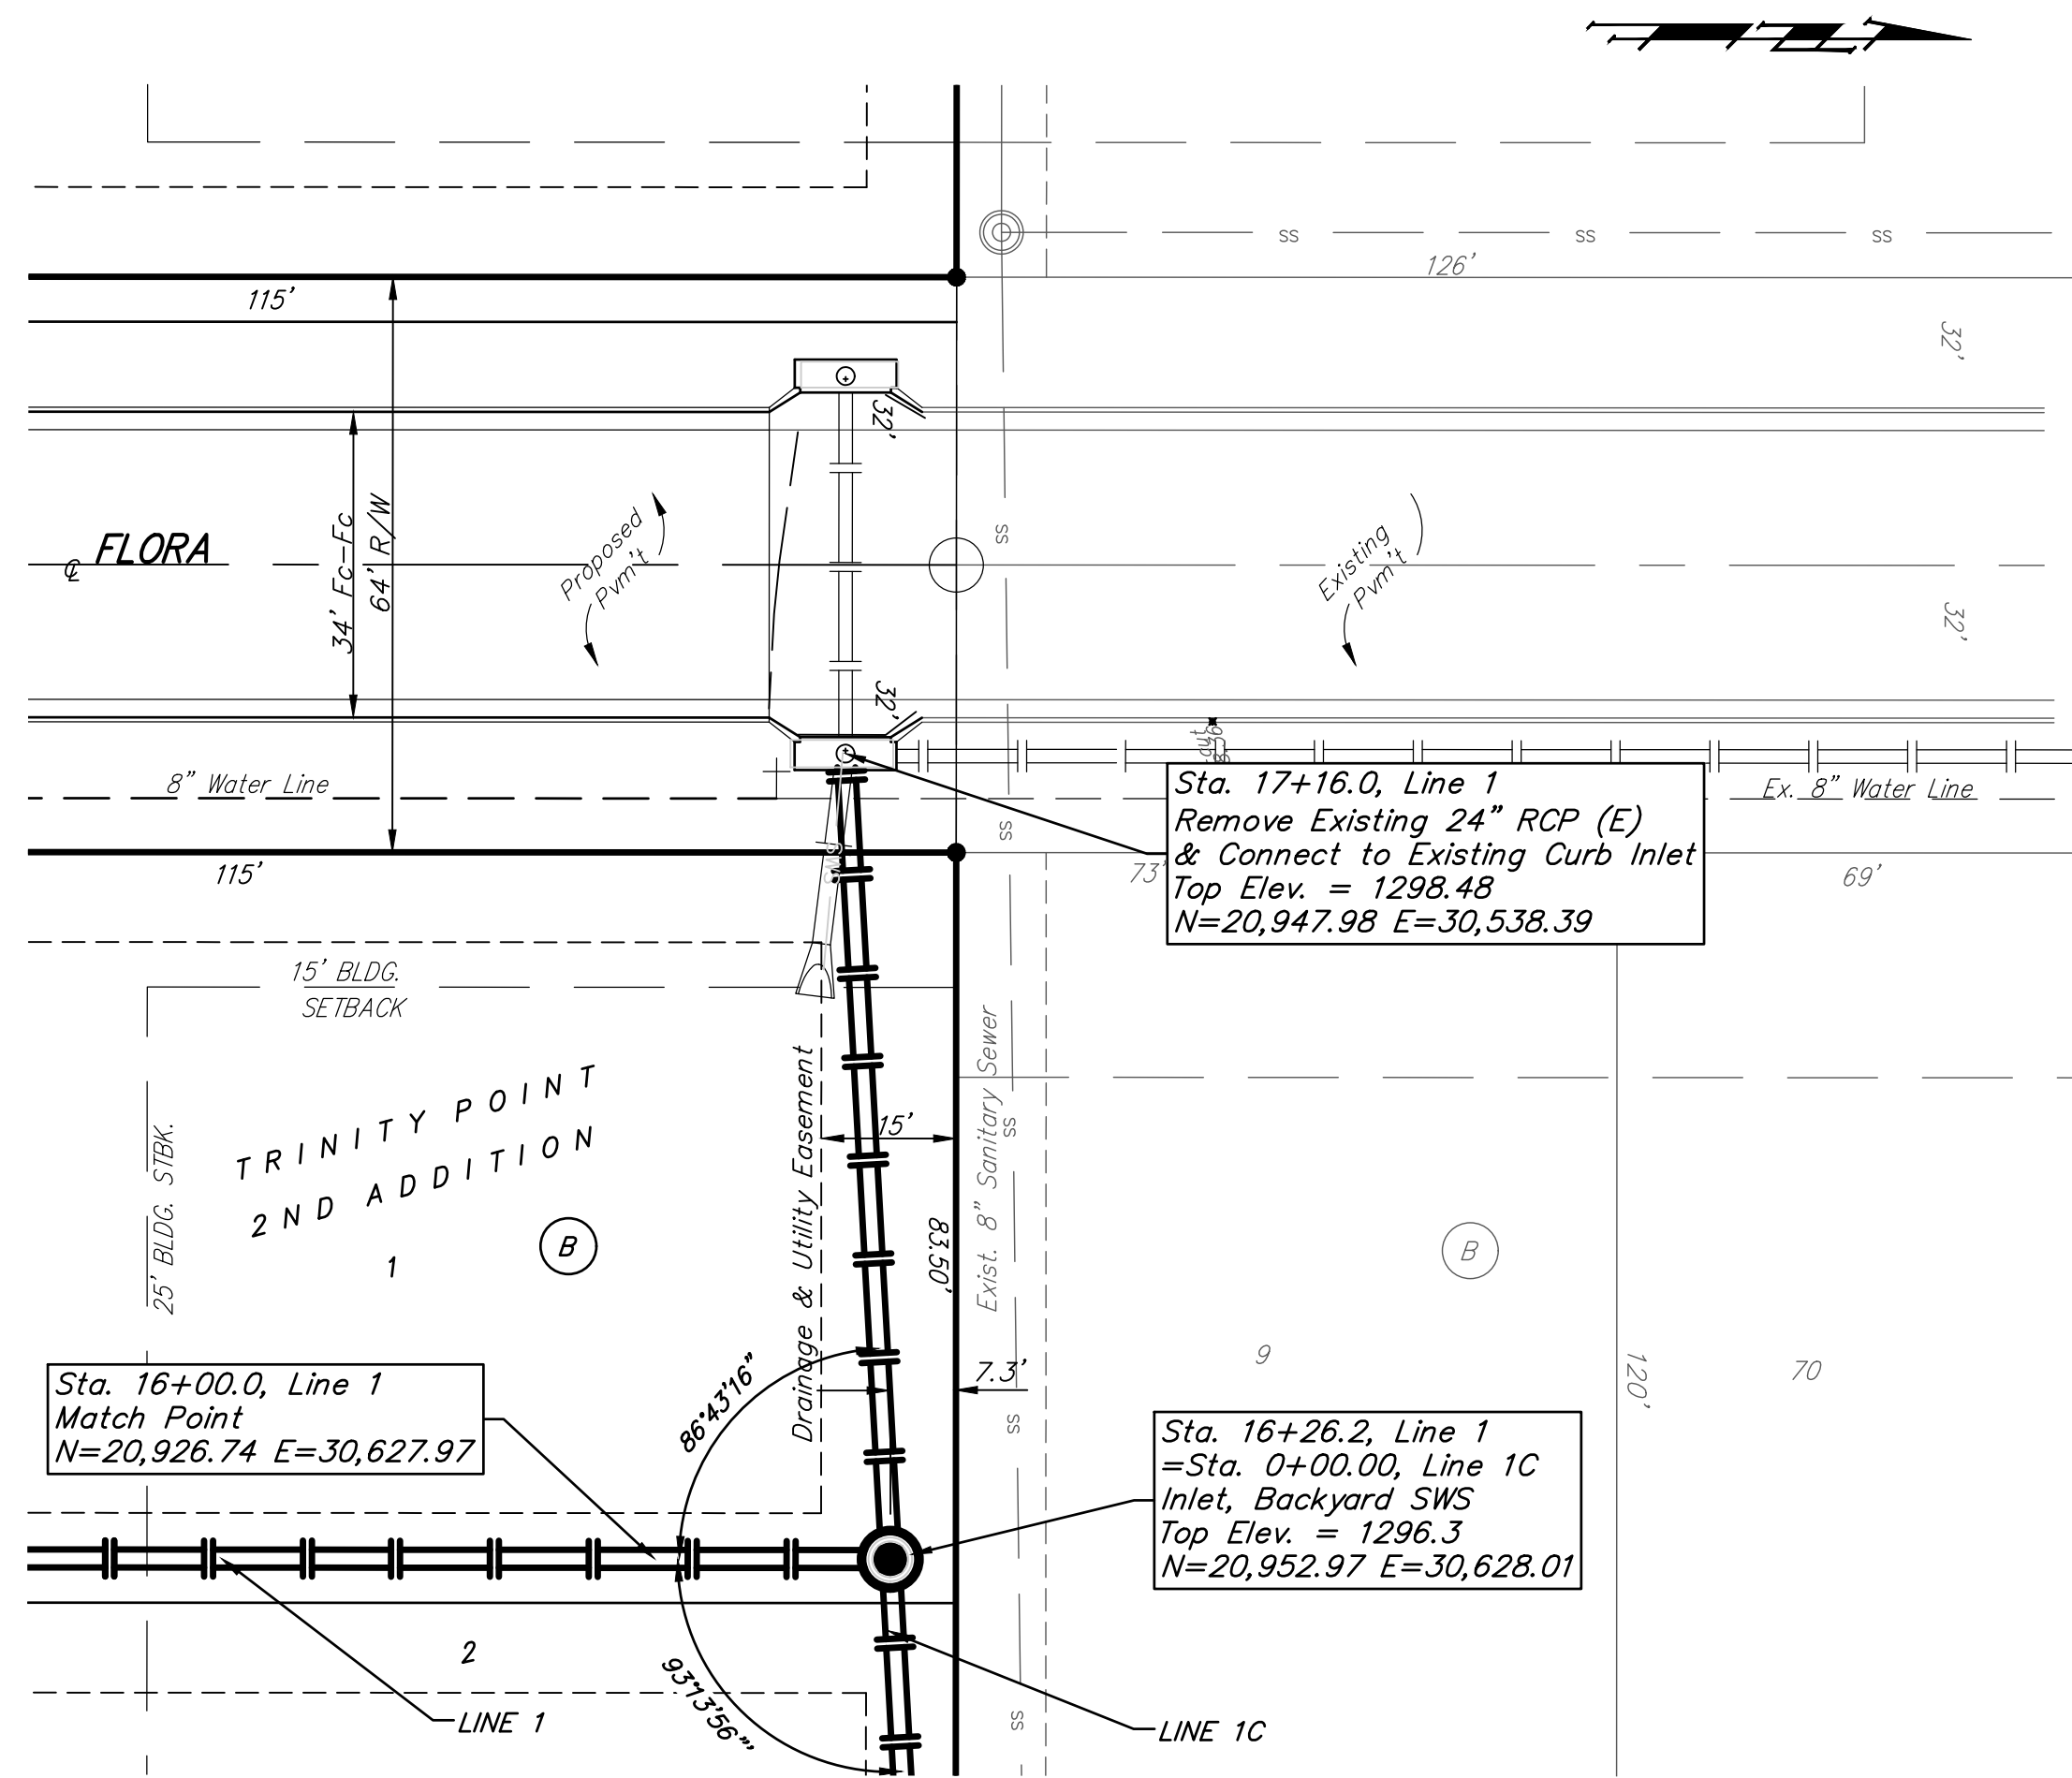 SS
SS
SS
126'
115'
32'
32'
FLORA
34' Fc-Fc
64' R/W
Proposed
Pvm't
SS
Existing
Pvm't
32'
32'
8" Water Line
SS
Ex. 8" Water Line
Sta. 17+16.0, Line 1
Remove Existing 24" RCP (E)
& Connect to Existing Curb Inlet
Top Elev. = 1298.48
N=20,947.98 E=30,538.39
115'
73'
69'
15' BLDG.
SETBACK
TRINITY POINT
2ND ADDITION
1
B
25' BLDG. STBK.
Drainage & Utility Easement
15'
83.50'
Exist. 8" Sanitary Sewer
SS
B
9
70
120'
7.3'
86°43'16"
Sta. 16+00.0, Line 1
Match Point
N=20,926.74 E=30,627.97
SS
Sta. 16+26.2, Line 1
=Sta. 0+00.00, Line 1C
Inlet, Backyard SWS
Top Elev. = 1296.3
N=20,952.97 E=30,628.01
2
93°13'56"'
LINE 1
LINE 1C
SS